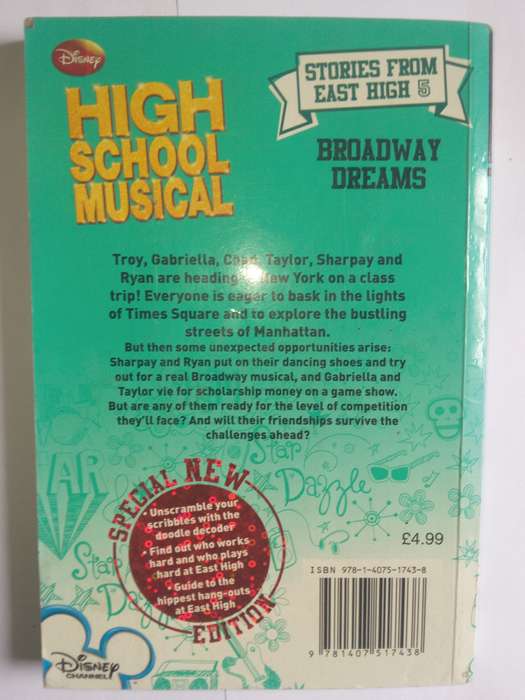 Disney
HIGH
SCHOOL
MUSICAL
STORIES FROM
EAST HIGH 5
BROADWAY
DREAMS
Troy, Gabriella, Chad, Taylor, Sharpay and
Ryan are heading New York on a class
trip! Everyone is eager to bask in the lights
of Times Square and to explore the bustling
streets of Manhattan.
But then some unexpected opportunities arise:
Sharpay and Ryan put on their dancing shoes and try
out for a real Broadway musical, and Gabriella and
Taylor vie for scholarship money on a game show.
But are any of them ready for the level of competition
they'll face? And will their friendships survive the
challenges ahead?
AR
Star
Dazzle
SPECIAL NEW
• Unscramble your
scribbles with the
doodle decoder
• Find out who works
hard and who plays
hard at East High
• Guide to the
hippest hang-outs
at East High
EDITION
Star
£4.99
ISBN 978-1-4075-1743-8
9 781407 517438
Disney
CHANNEL